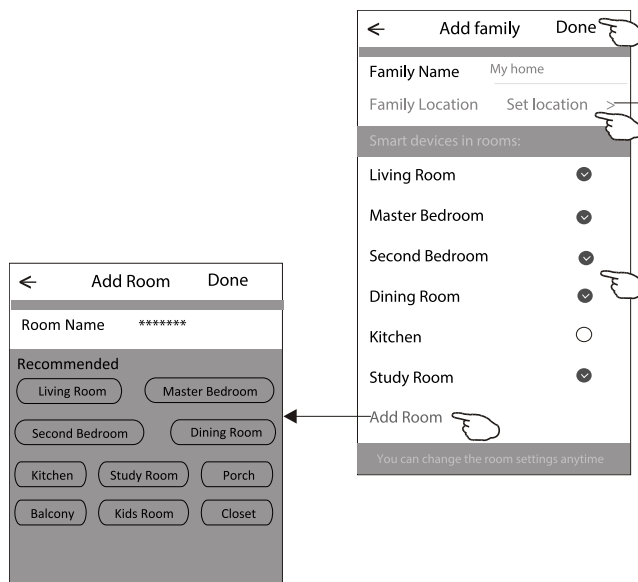 Add family Done
Family Name My home
Family Location Set location >
Smart devices in rooms:
Living Room
Master Bedroom
Second Bedroom
Dining Room
Kitchen
Study Room
Add Room
You can change the room settings anytime
Add Room Done
Room Name *******
Recommended
Living Room Master Bedroom
Second Bedroom Dining Room
Kitchen Study Room Porch
Balcony Kids Room Closet